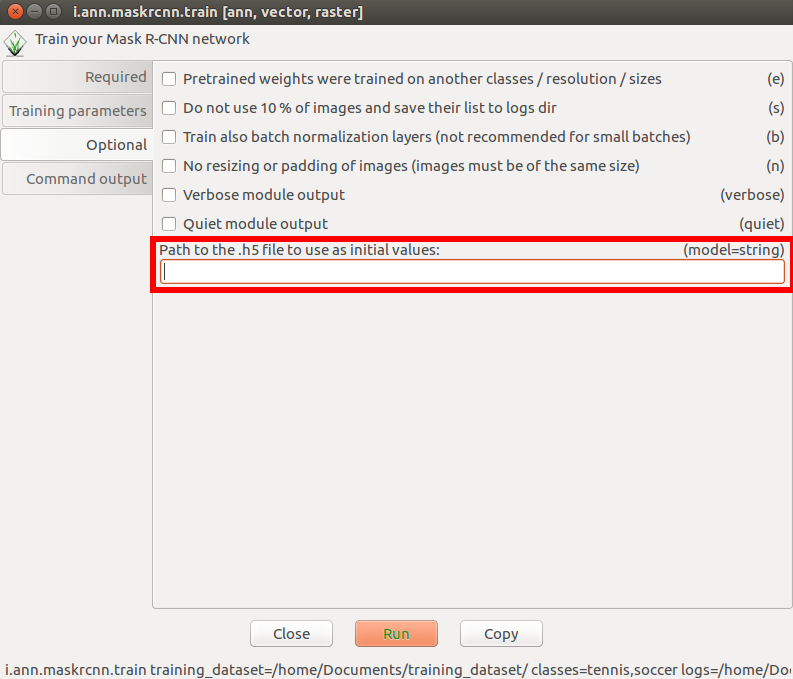 i.ann.maskrcnn.train [ann, vector, raster]
Train your Mask R-CNN network
Required
Training parameters
Optional
Command output
Pretrained weights were trained on another classes / resolution / sizes (e)
Do not use 10 % of images and save their list to logs dir (s)
Train also batch normalization layers (not recommended for small batches) (b)
No resizing or padding of images (images must be of the same size) (n)
Verbose module output (verbose)
Quiet module output (quiet)
Path to the .h5 file to use as initial values: (model=string)
Close Run Copy
i.ann.maskrcnn.train training_dataset=/home/Documents/training_dataset/ classes=tennis,soccer logs=/home/Doc